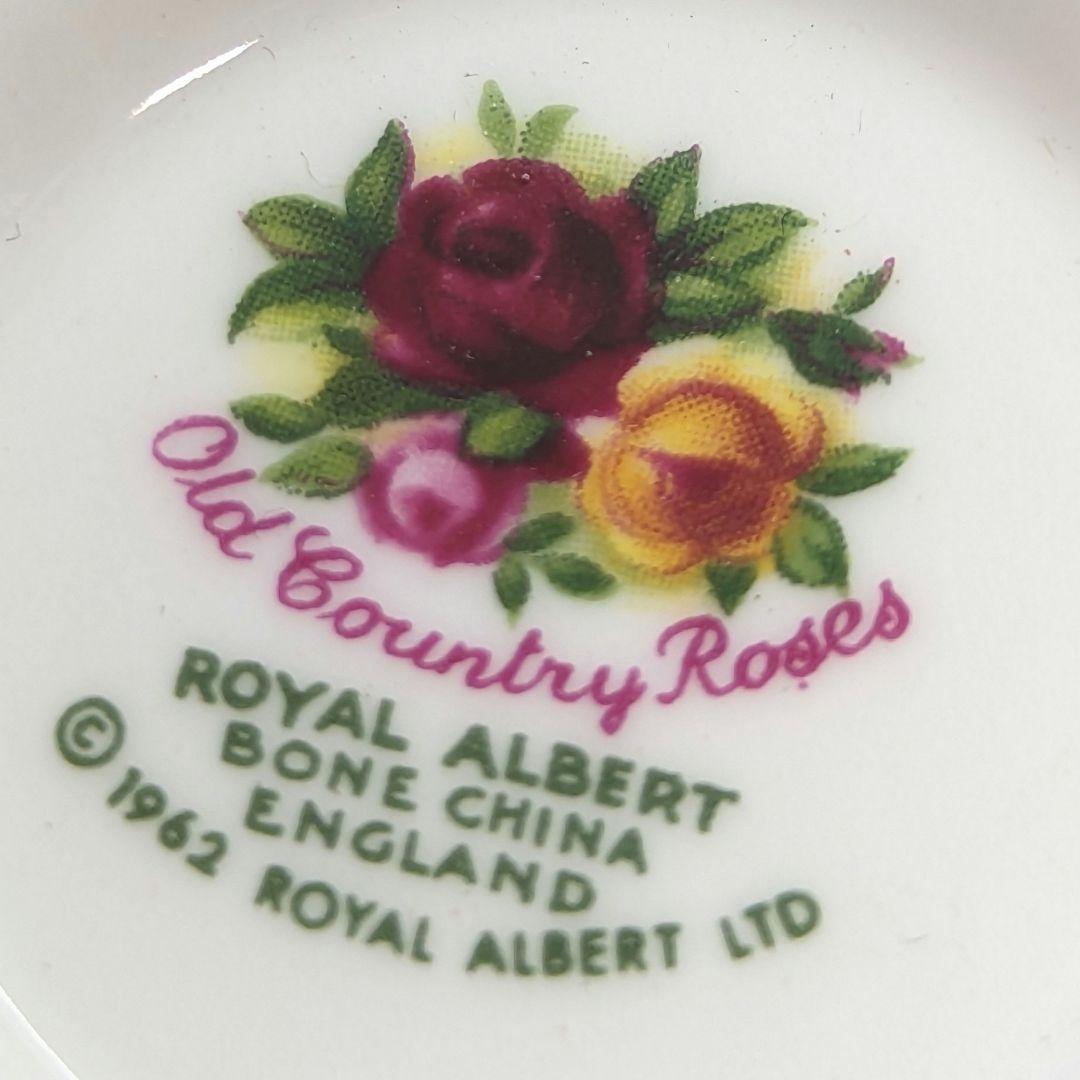 Old Country Roses
ROYAL ALBERT
BONE CHINA
ENGLAND
© 1962 ROYAL ALBERT LTD